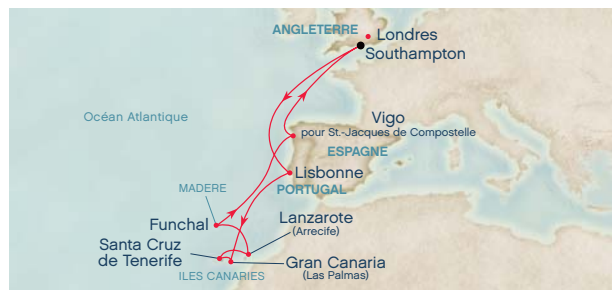 ANGLETERRE
Londres
Southampton
Océan Atlantique
Vigo
pour St.-Jacques de Compostelle
ESPAGNE
Lisbonne
MADERE
PORTUGAL
Funchal
Lanzarote
(Arrecife)
Santa Cruz
de Tenerife
Gran Canaria
(Las Palmas)
ILES CANARIES